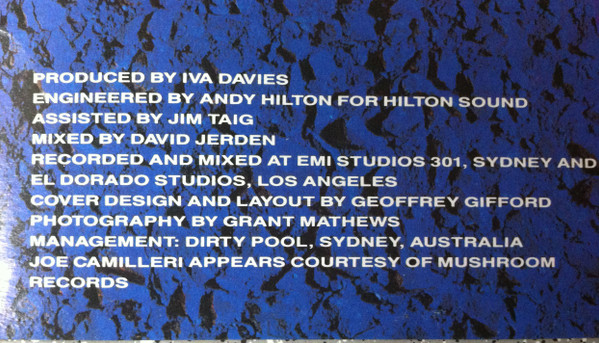 PRODUCED BY IVA DAVIES
ENGINEERED BY ANDY HILTON FOR HILTON SOUND
ASSISTED BY JIM TAIG
MIXED BY DAVID JERDEN
RECORDED AND MIXED AT EMI STUDIOS 301, SYDNEY AND
EL DORADO STUDIOS, LOS ANGELES
COVER DESIGN AND LAYOUT BY GEOFFREY GIFFORD
PHOTOGRAPHY BY GRANT MATHEWS
MANAGEMENT: DIRTY POOL, SYDNEY, AUSTRALIA
JOE CAMILLERI APPEARS COURTESY OF MUSHROOM
RECORDS